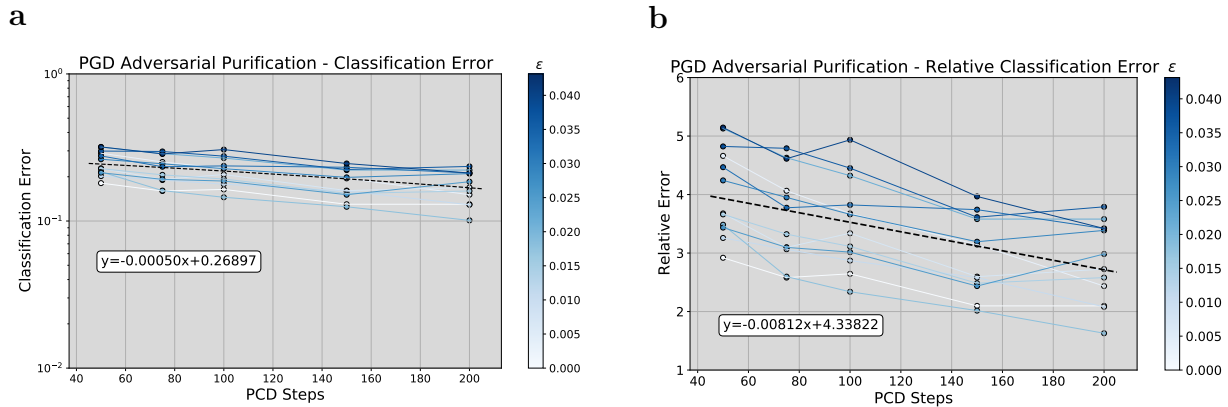 a
PGD Adversarial Purification - Classification Error
ε
10⁰
10⁻¹
10⁻²
Classification Error
y=-0.00050x+0.26897
40 60 80 100 120 140 160 180 200
PCD Steps
0.040
0.035
0.030
0.025
0.020
0.015
0.010
0.005
0.000
b
PGD Adversarial Purification - Relative Classification Error
ε
6
5
4
3
2
1
Relative Error
y=-0.00812x+4.33822
40 60 80 100 120 140 160 180 200
PCD Steps
0.040
0.035
0.030
0.025
0.020
0.015
0.010
0.005
0.000